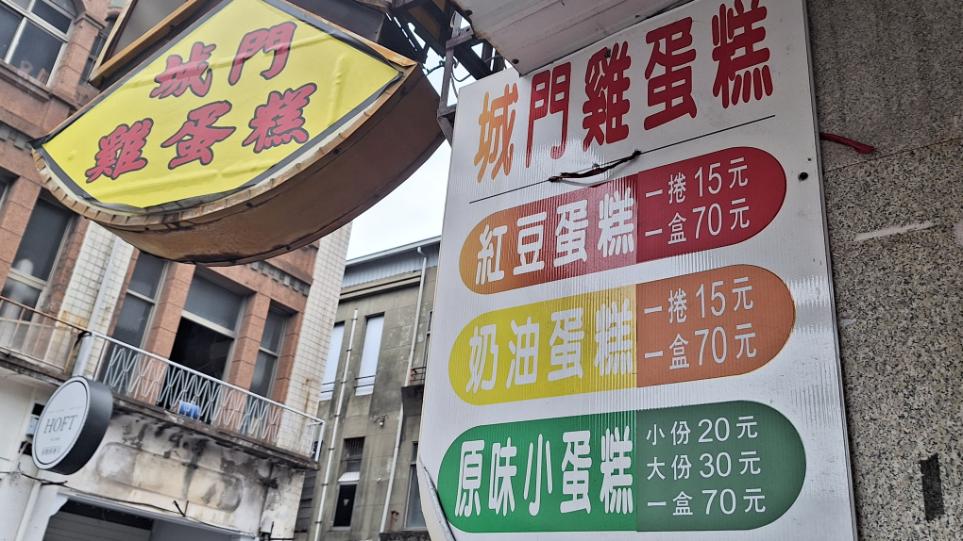 城門
雞蛋糕
城門雞蛋糕
紅豆蛋糕
一捲15元
一盒70元
奶油蛋糕
一捲15元
一盒70元
原味小蛋糕
小份20元
大份30元
一盒70元
HOFT